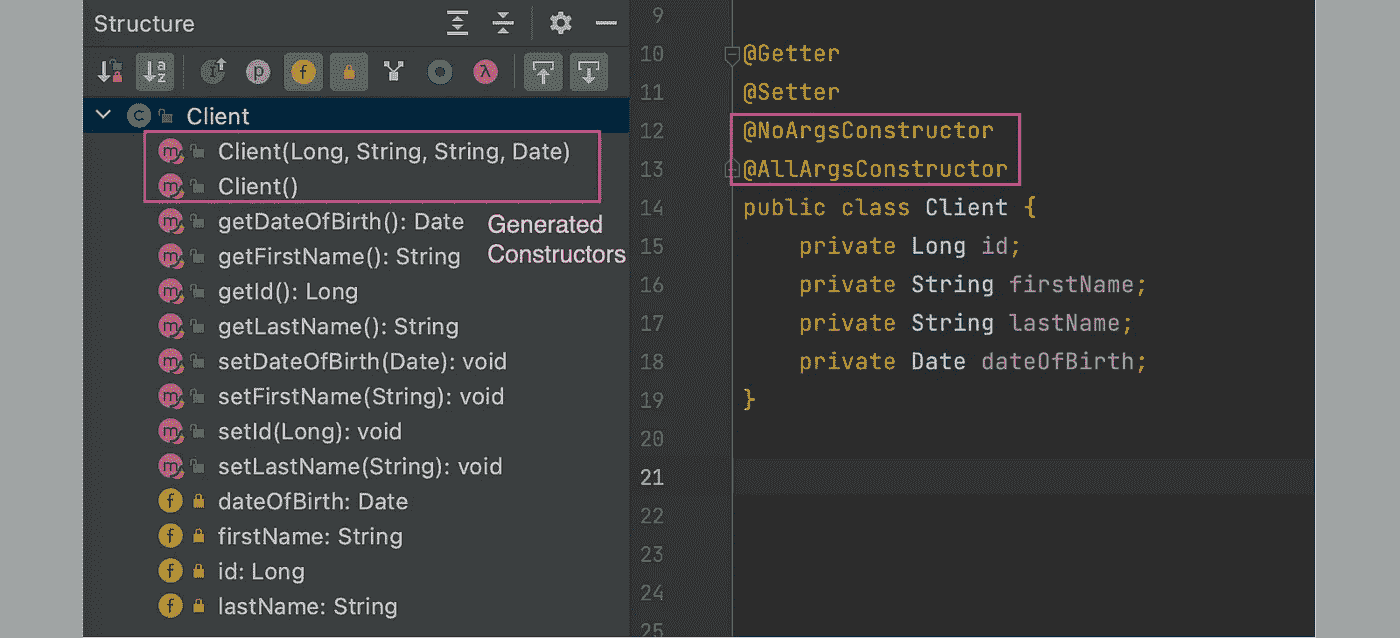 Structure
Client
Client(Long, String, String, Date)
Client()
getDateOfBirth(): Date
getFirstName(): String
getId(): Long
getLastName(): String
setDateOfBirth(Date): void
setFirstName(String): void
setId(Long): void
setLastName(String): void
dateOfBirth: Date
firstName: String
id: Long
lastName: String
Generated
Constructors
9
10 @Getter
11 @Setter
12 @NoArgsConstructor
13 @AllArgsConstructor
14 public class Client {
15 private Long id;
16 private String firstName;
17 private String lastName;
18 private Date dateOfBirth;
19 }
20
21
22
23
24
25